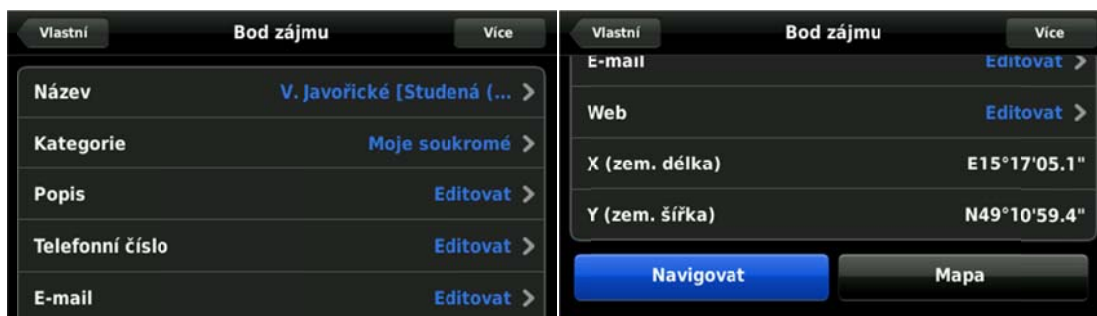 Vlastní Bod zájmu Více
Název V. Javořické [Studená (...
Kategorie Moje soukromé
Popis Editovat
Telefonní číslo Editovat
E-mail Editovat
Vlastní Bod zájmu Více
E-mail Editovat
Web Editovat
X (zem. délka) E15°17'05.1"
Y (zem. šířka) N49°10'59.4"
Navigovat Mapa